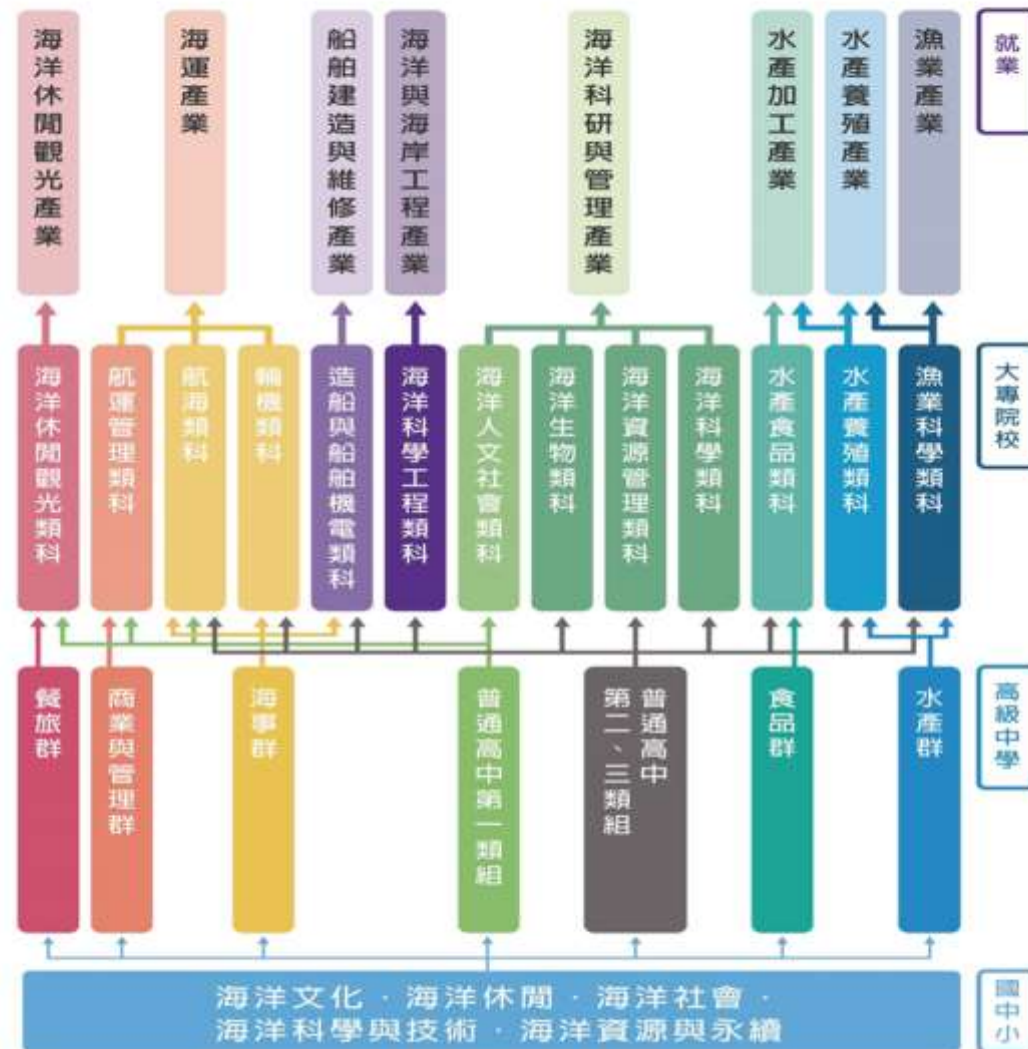 海洋休閒觀光產業
海運產業
船舶建造與維修產業
海洋與海岸工程產業
海洋科研與管理產業
水產加工產業
水產養殖產業
漁業產業
就業
海洋休閒觀光類科
航運管理類科
航海類科
輪機類科
造船與船舶機電類科
海洋科學工程類科
海洋人文社會類科
海洋生物類科
海洋資源管理類科
海洋科學類科
水產食品類科
水產養殖類科
漁業科學類科
大專院校
餐旅群
商業與管理群
海事群
普通高中第一類組
普通高中
第二、三類組
食品群
水產群
高級中學
海洋文化·海洋休閒·海洋社會·
海洋科學與技術·海洋資源與永續
國中小